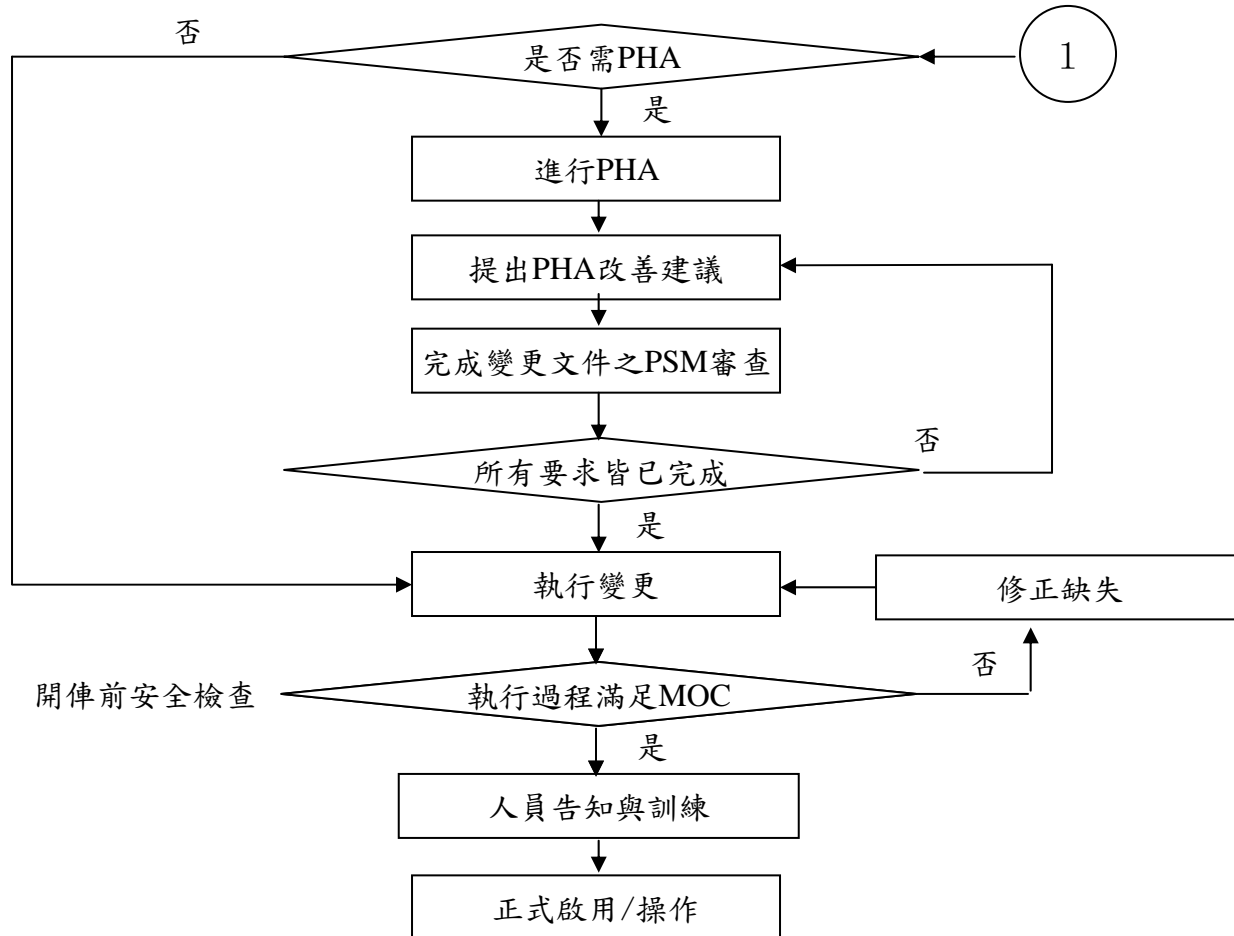 否
是否需PHA
1
是
進行PHA
提出PHA改善建議
完成變更文件之PSM審查
否
所有要求皆已完成
是
執行變更
修正缺失
否
開俥前安全檢查
執行過程滿足MOC
是
人員告知與訓練
正式啟用/操作